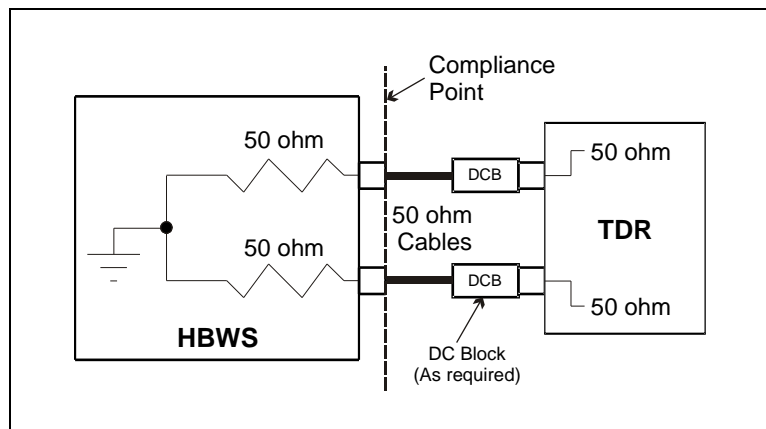 Compliance
Point
50 ohm
50 ohm
DCB
50 ohm
Cables
TDR
50 ohm
DCB
50 ohm
HBWS
DC Block
(As required)